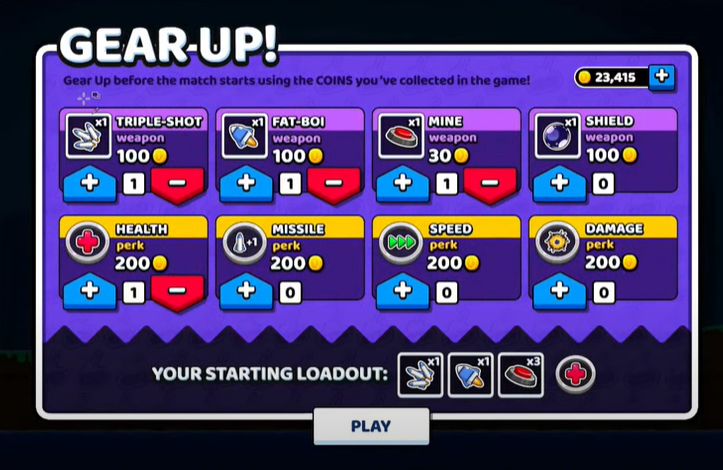 GEAR-UP!
Gear Up before the match starts using the COINS you've collected in the game!
23,415 +
x1 TRIPLE-SHOT
weapon
100
+ 1 -
x1 FAT-BOI
weapon
100
+ 1 -
x1 MINE
weapon
30
+ 1 -
x1 SHIELD
weapon
100
+ 0
HEALTH
perk
200
+ 1 -
+1 MISSILE
perk
200
+ 0
SPEED
perk
200
+ 0
DAMAGE
perk
200
+ 0
YOUR STARTING LOADOUT: x1 x1 x3
PLAY